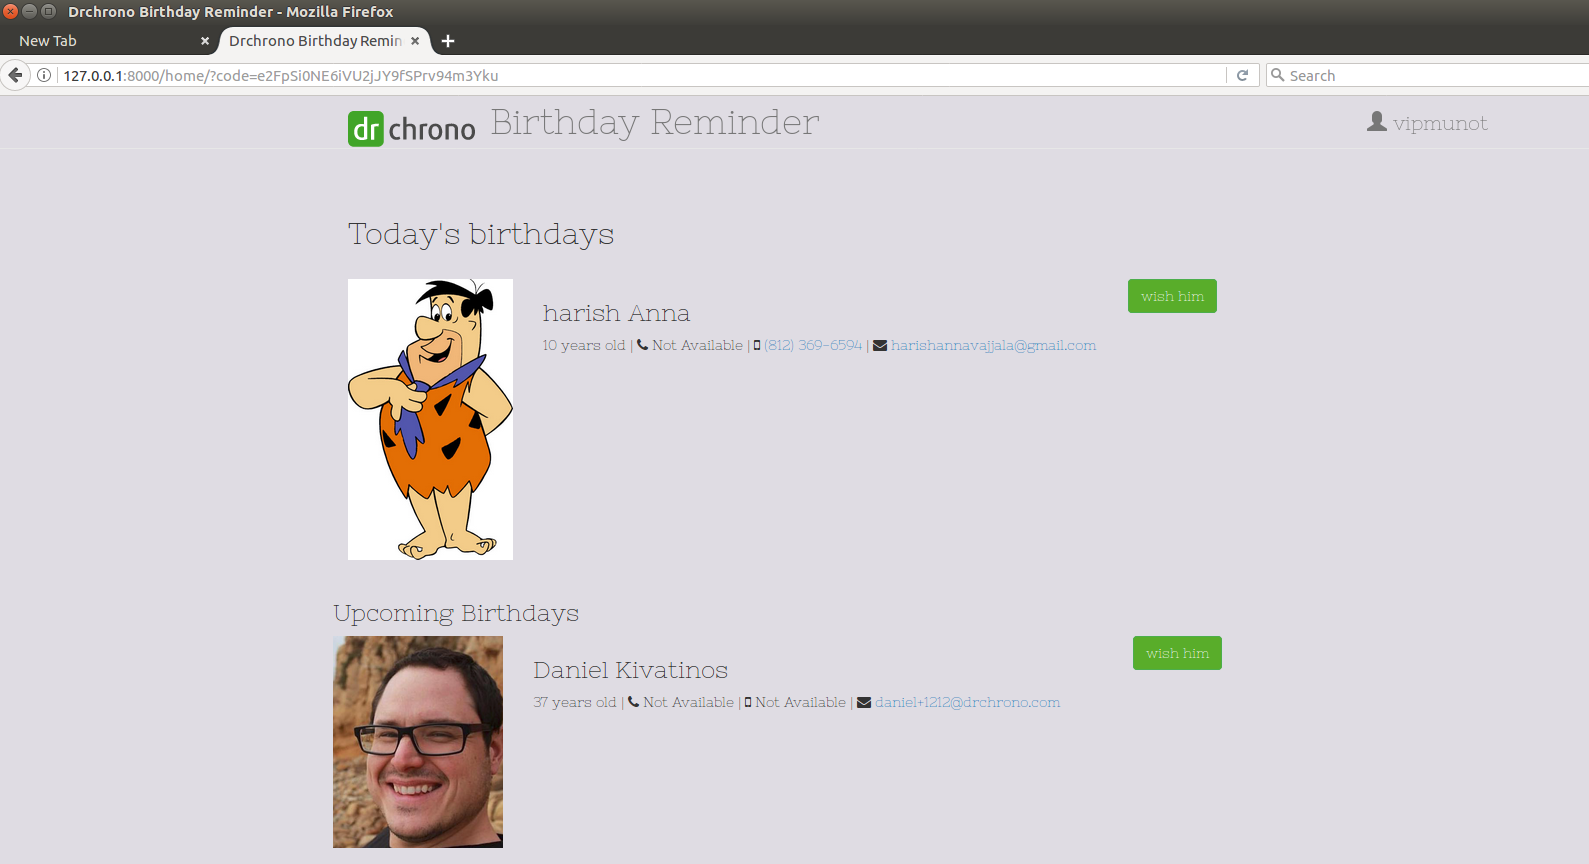 Drchrono Birthday Reminder - Mozilla Firefox
New Tab
Drchrono Birthday Remin
127.0.0.1:8000/home/?code=e2FpSi0NE6iVU2jJY9fSPrv94m3Yku
Search
dr chrono Birthday Reminder
vipmunot
Today's birthdays
harish Anna
wish him
10 years old | Not Available | (812) 369-6594 | harishannavajjala@gmail.com
Upcoming Birthdays
Daniel Kivatinos
wish him
37 years old | Not Available | Not Available | daniel+1212@drchrono.com